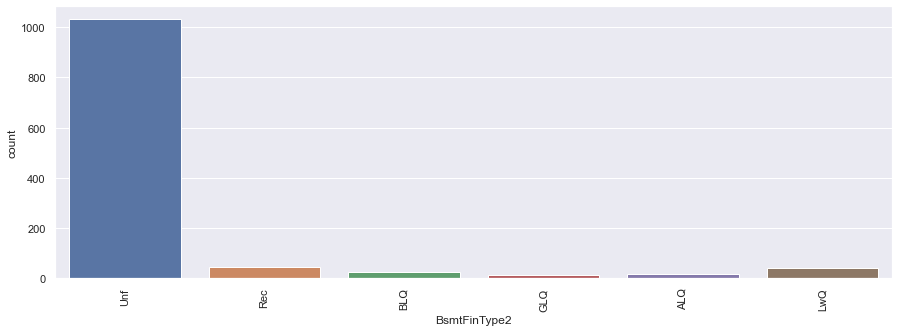 1000
800
600
400
200
0
count
Unf
Rec
BLQ
GLQ
ALQ
LwQ
BsmtFinType2